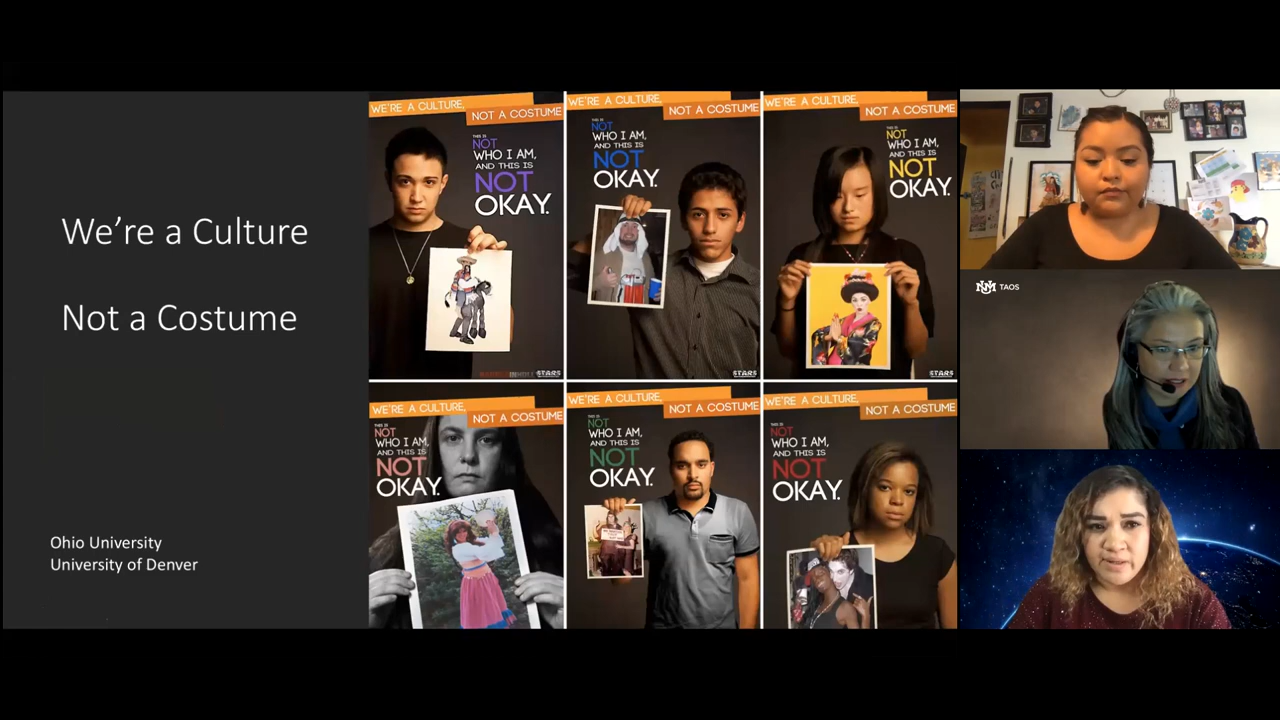 We're a Culture
Not a Costume
Ohio University
University of Denver
WE'RE A CULTURE,
NOT A COSTUME
THIS IS
NOT
WHO I AM,
AND THIS IS
NOT
OKAY.
STARS
WE'RE A CULTURE,
NOT A COSTUME
THIS IS
NOT
WHO I AM,
AND THIS IS
NOT
OKAY.
STARS
WE'RE A CULTURE,
NOT A COSTUME
THIS IS
NOT
WHO I AM,
AND THIS IS
NOT
OKAY.
STARS
WE'RE A CULTURE,
NOT A COSTUME
THIS IS
NOT
WHO I AM,
AND THIS IS
NOT
OKAY.
WE'RE A CULTURE,
NOT A COSTUME
THIS IS
NOT
WHO I AM,
AND THIS IS
NOT
OKAY.
WE'RE A CULTURE,
NOT A COSTUME
THIS IS
NOT
WHO I AM,
AND THIS IS
NOT
OKAY.
NM TAOS